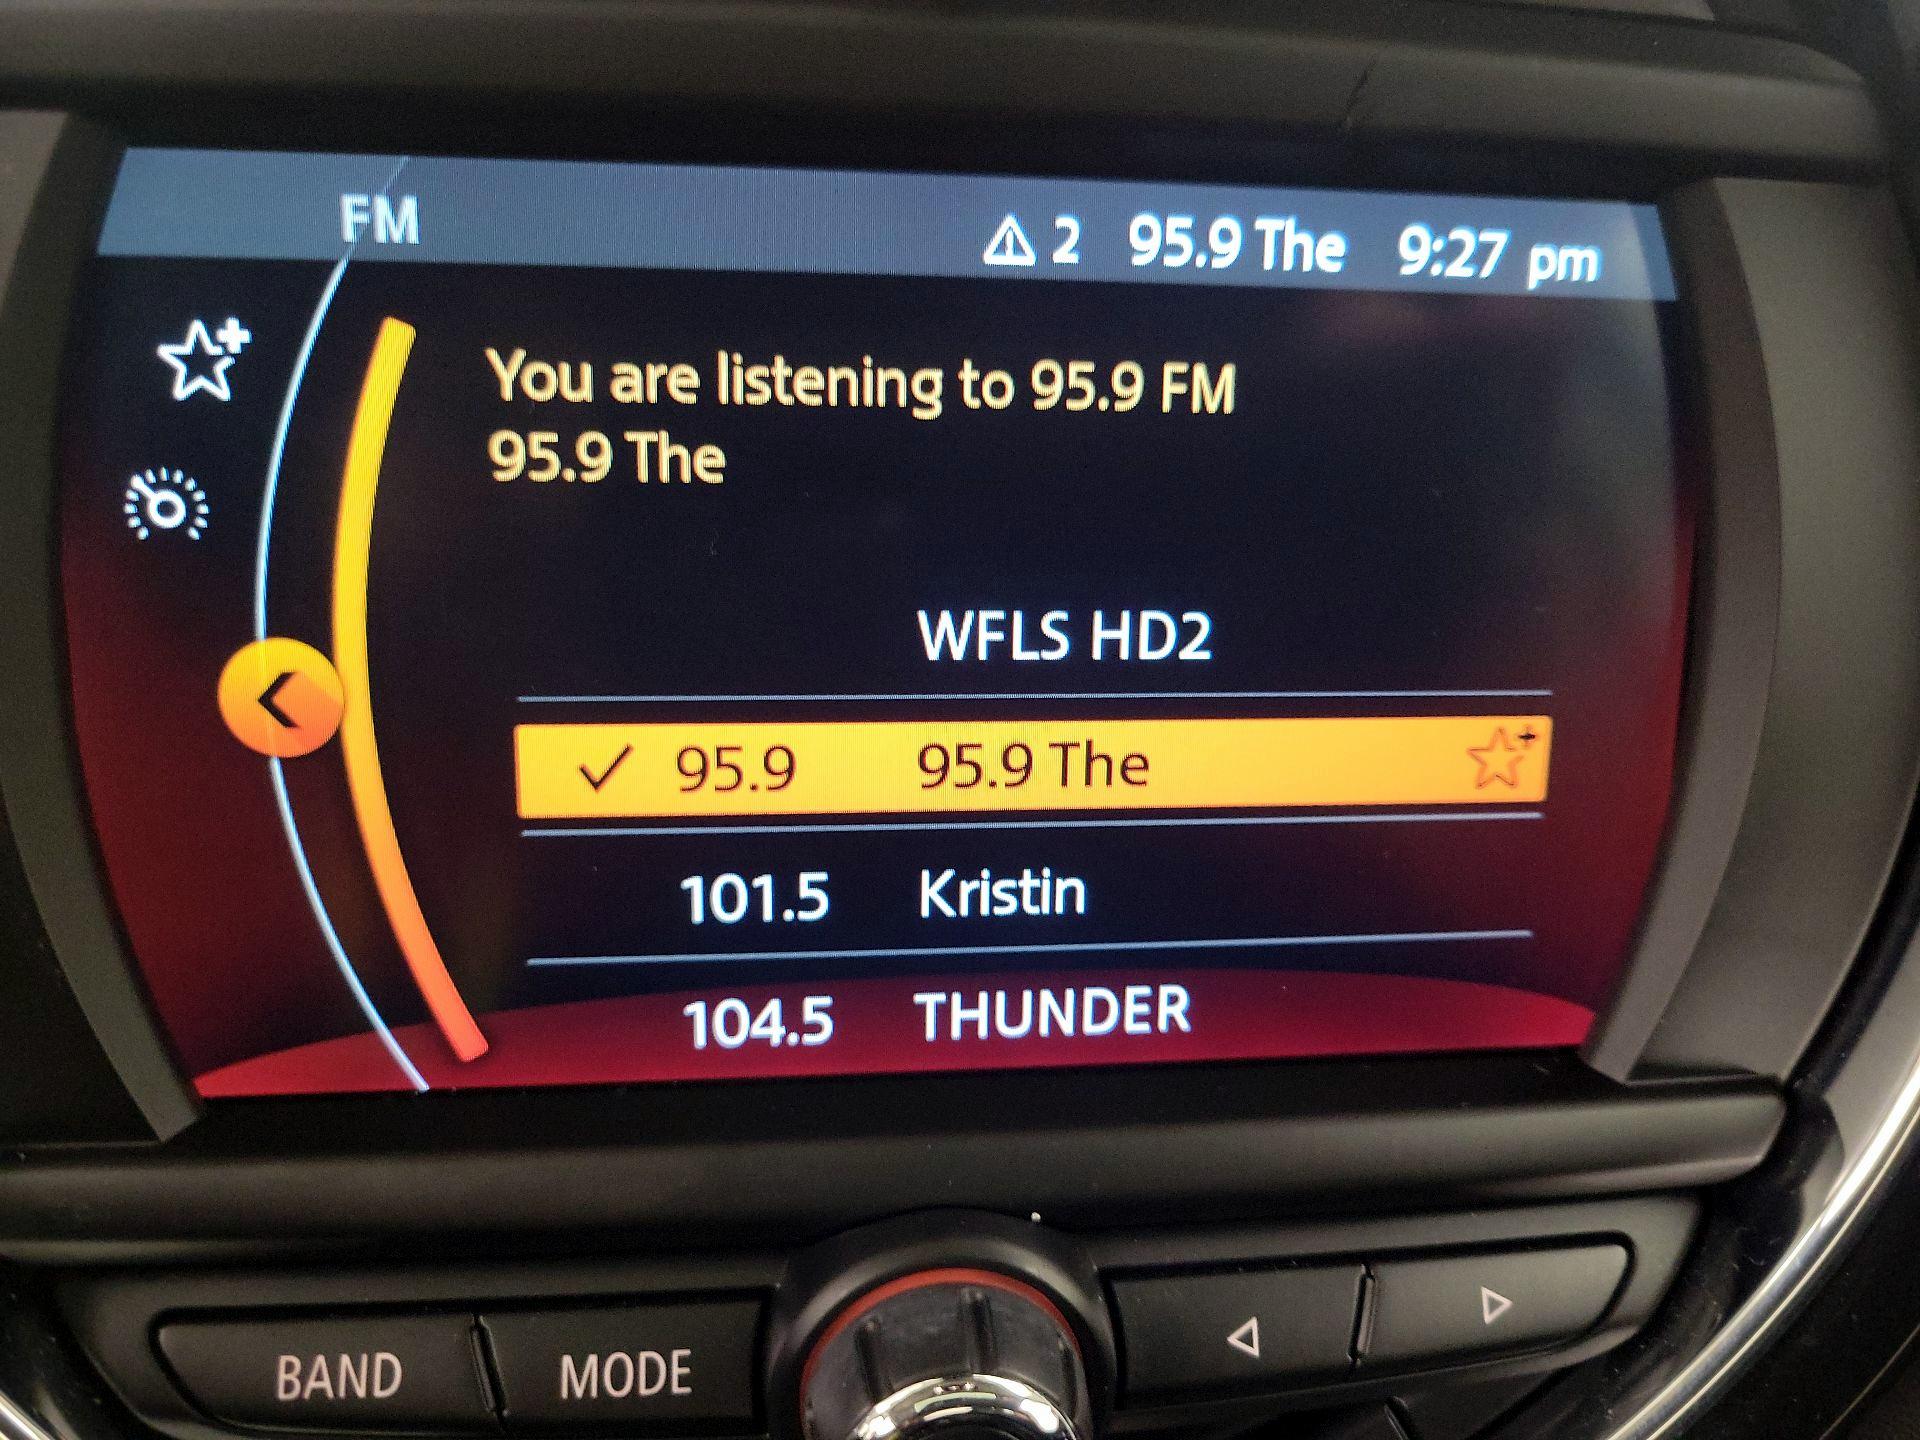 FM
2 95.9 The 9:27 pm
You are listening to 95.9 FM
95.9 The
WFLS HD2
95.9 95.9 The
101.5 Kristin
104.5 THUNDER
BAND MODE